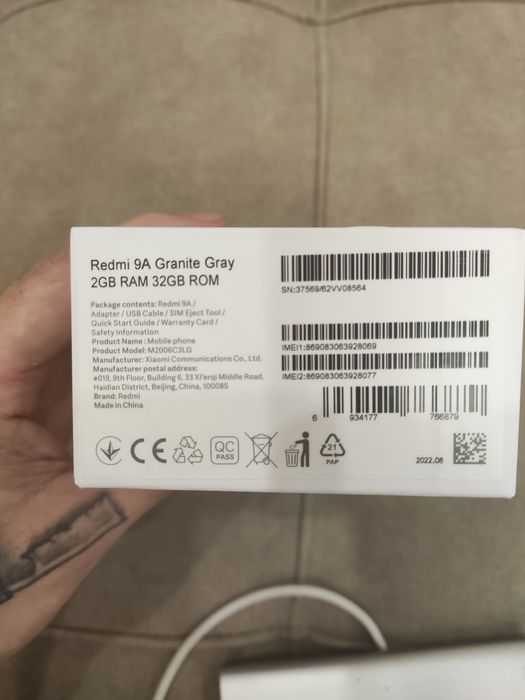 Redmi 9A Granite Gray
2GB RAM 32GB ROM
Package contents: Redmi 9A /
Adapter / USB Cable / SIM Eject Tool /
Quick Start Guide / Warranty Card /
Safety Information
Product Name : Mobile phone
Product Model: M2006C3LG
Manufacturer: Xiaomi Communications Co., Ltd.
Manufacturer postal address:
#019, 9th Floor, Building 6, 33 Xi'erqi Middle Road,
Haidian District, Beijing, China, 100085
Brand: Redmi
Made in China
SN:37569/62VV08564
IMEI1:869083063928069
IMEI2:869083063928077
6 934177 766879
CE
QC
PASS
21
PAP
2022.08